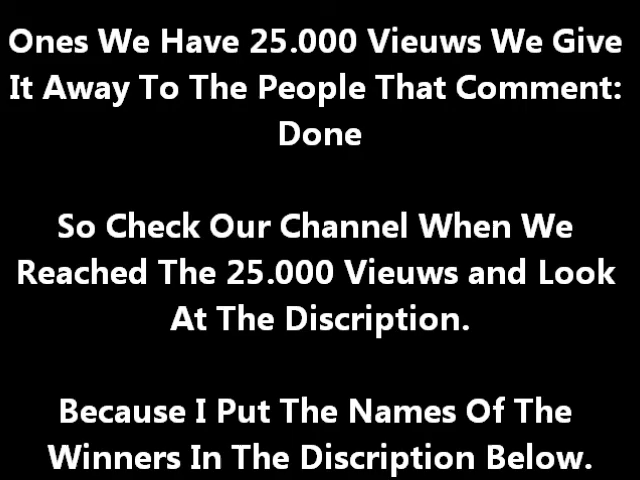 Ones We Have 25.000 Vieuws We Give
It Away To The People That Comment:
Done
So Check Our Channel When We
Reached The 25.000 Vieuws and Look
At The Discription.
Because I Put The Names Of The
Winners In The Discription Below.